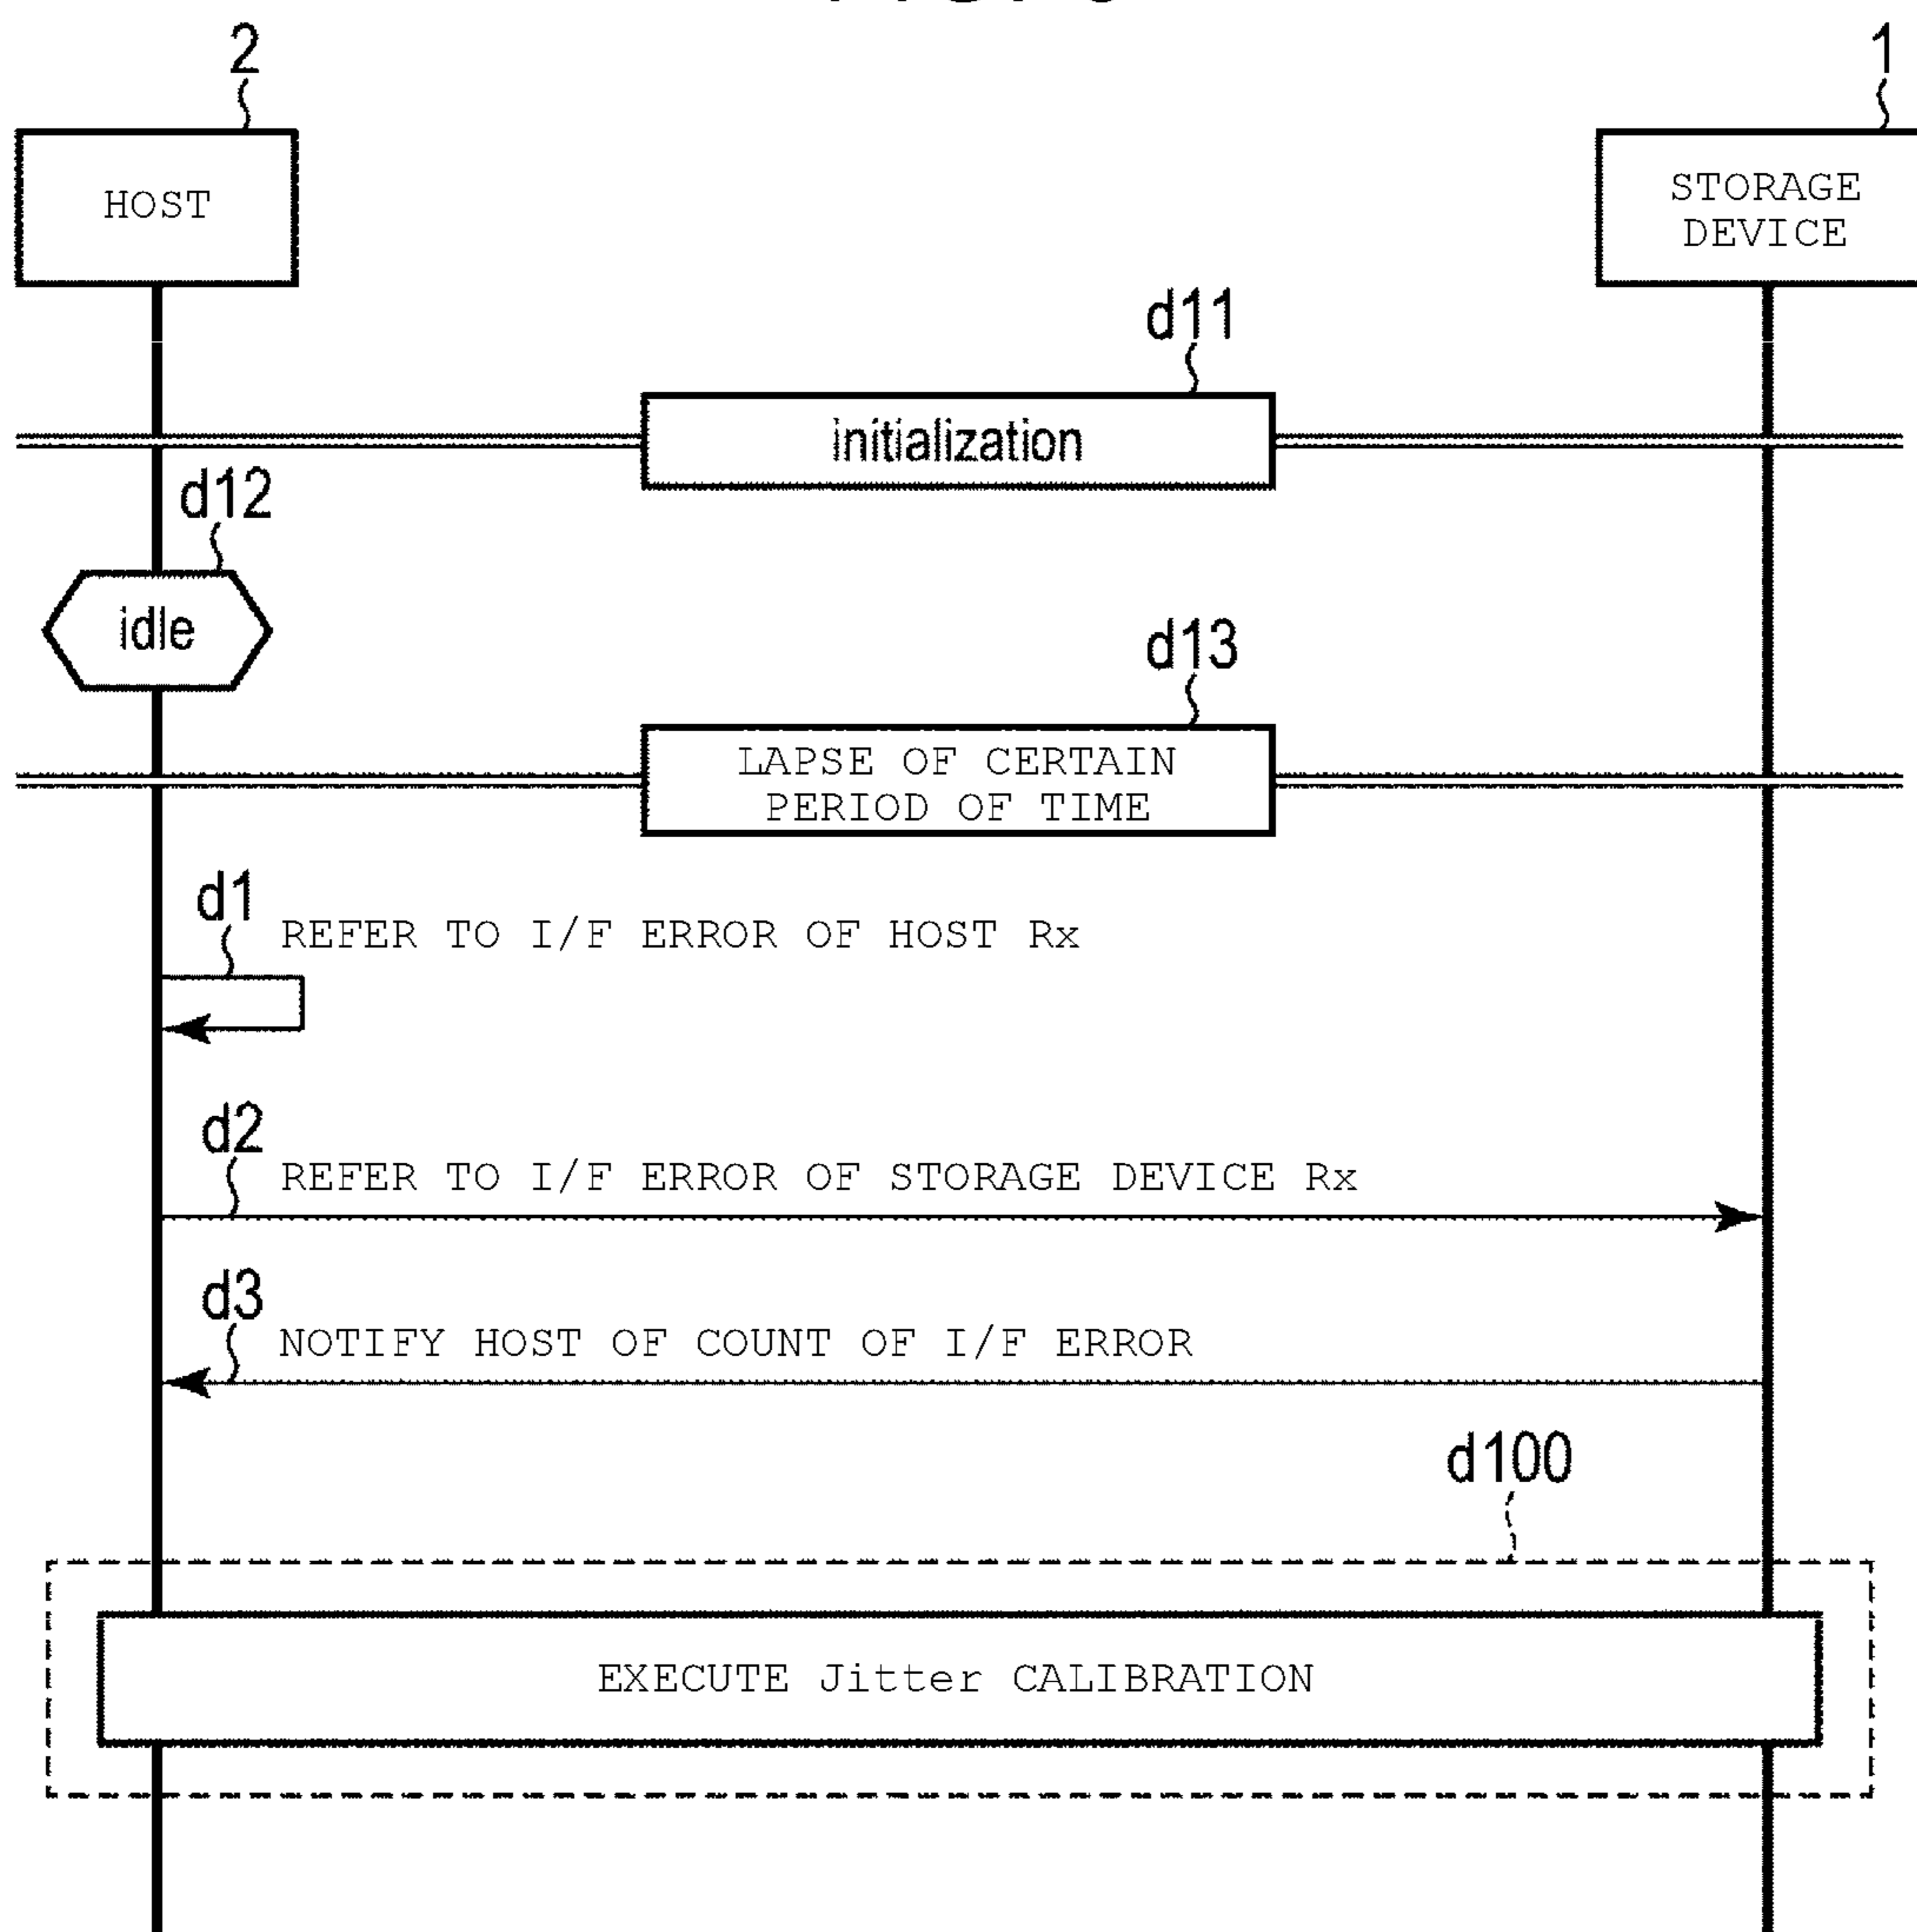 2
1
HOST
STORAGE
DEVICE
d11
initialization
d12
idle
d13
LAPSE OF CERTAIN
PERIOD OF TIME
d1
REFER TO I/F ERROR OF HOST Rx
d2
REFER TO I/F ERROR OF STORAGE DEVICE Rx
d3
NOTIFY HOST OF COUNT OF I/F ERROR
d100
EXECUTE Jitter CALIBRATION